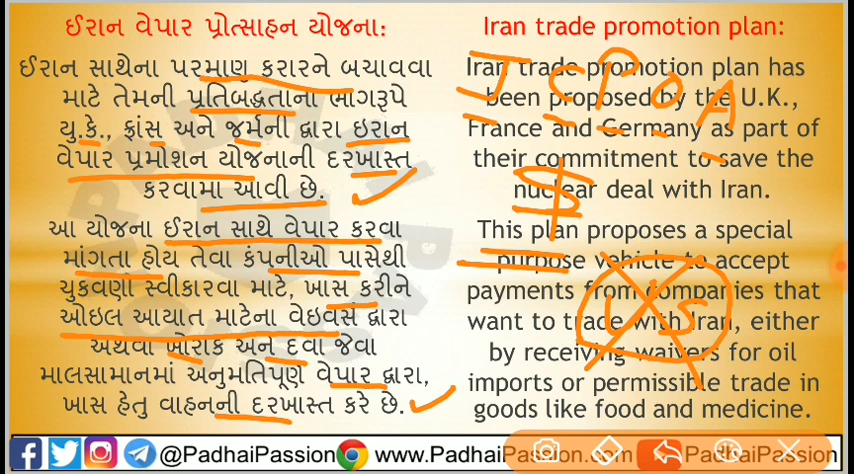 ઈરાન વેપાર પ્રોત્સાહન યોજના:
ઈરાન સાથેના પરમાણુ કરારને બચાવવા
માટે તેમની પ્રતિબદ્ધતાના ભાગરૂપે
યુ.કે., ફ્રાંસ અને જર્મની દ્વારા ઇરાન
વેપાર પ્રમોશન યોજનાની દરખાસ્ત
કરવામા આવી છે.
આ યોજના ઈરાન સાથે વેપાર કરવા
માંગતા હોય તેવા કંપનીઓ પાસેથી
ચુકવણી સ્વીકારવા માટે, ખાસ કરીને
ઓઇલ આયાત માટેના વેઇવર્સ દ્વારા
અથવા ખોરાક અને દવા જેવા
માલસામાનમાં અનુમતિપૂર્ણ વેપાર દ્વારા,
ખાસ હેતુ વાહનની દરખાસ્ત કરે છે.
Iran trade promotion plan:
Iran trade promotion plan has
been proposed by the U.K.,
France and Germany as part of
their commitment to save the
nuclear deal with Iran.
This plan proposes a special
purpose vehicle to accept
payments from companies that
want to trade with Iran, either
by receiving waivers for oil
imports or permissible trade in
goods like food and medicine.
J C P O A
$
US
@PadhaiPassion www.PadhaiPassion.com /PadhaiPassion